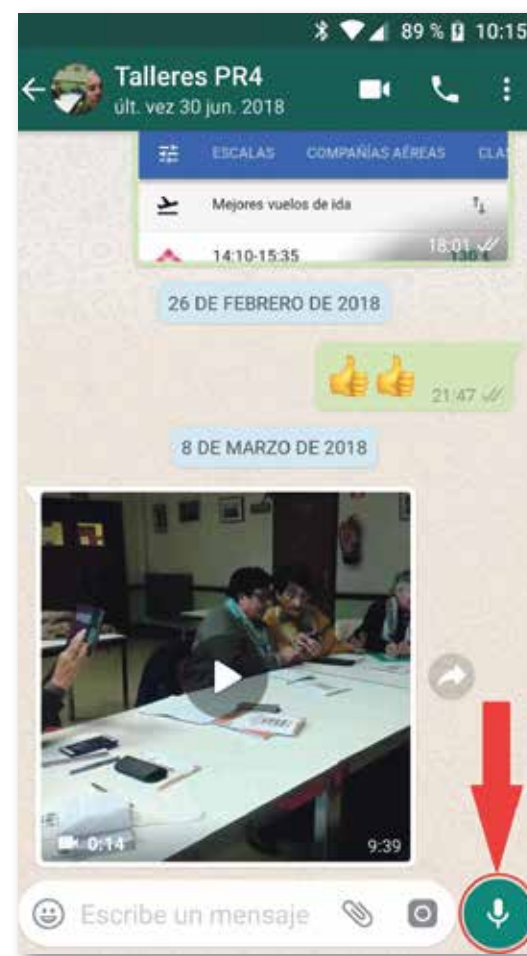 89 % 10:15
Talleres PR4
últ. vez 30 jun. 2018
ESCALAS COMPAÑÍAS AÉREAS CLA
Mejores vuelos de ida
14:10-15:35 130 €
18:01
26 DE FEBRERO DE 2018
21:47
8 DE MARZO DE 2018
0:14 9:39
Escribe un mensaje